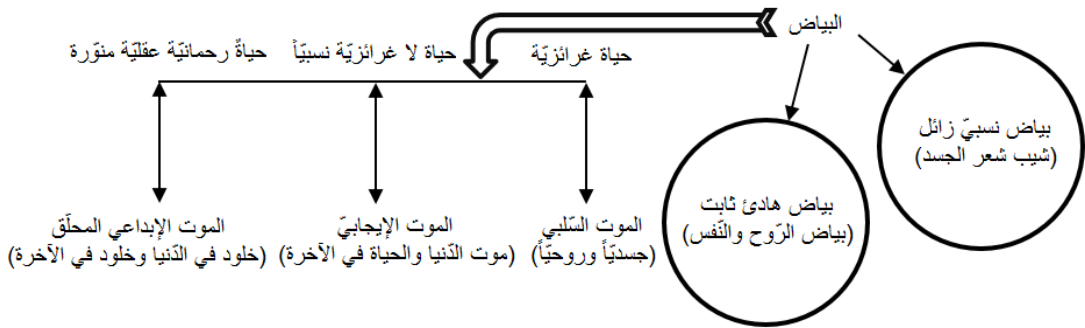 البياض
حياة غرائزيّة
حياة لا غرائزيّة نسبيّاً
حياةٌ رحمانيّة عقليّة منوّرة
بياض نسبيّ زائل
(شيب شعر الجسد)
بياض هادئ ثابت
(بياض الرّوح والنّفس)
الموت السّلبي
(جسديّاً وروحيّاً)
الموت الإيجابيّ
(موت الدّنيا والحياة في الآخرة)
الموت الإبداعي المحلّق
(خلود في الدّنيا وخلود في الآخرة)